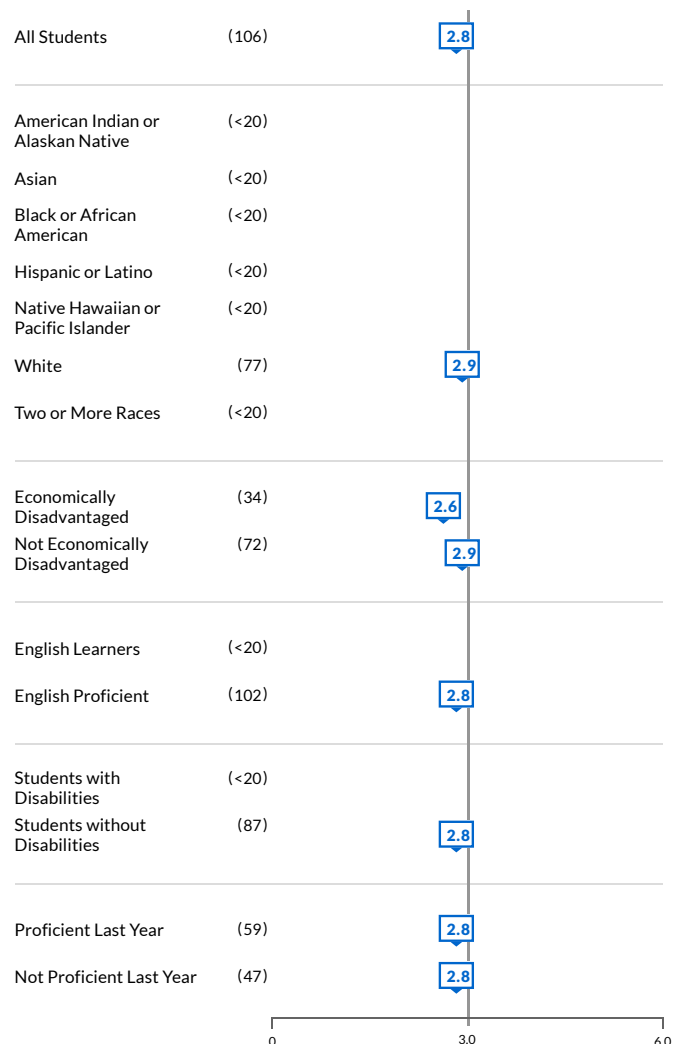 All Students (106) 2.8
American Indian or (<20)
Alaskan Native
Asian (<20)
Black or African (<20)
American
Hispanic or Latino (<20)
Native Hawaiian or (<20)
Pacific Islander
White (77) 2.9
Two or More Races (<20)
Economically (34) 2.6
Disadvantaged
Not Economically (72) 2.9
Disadvantaged
English Learners (<20)
English Proficient (102) 2.8
Students with (<20)
Disabilities
Students without (87) 2.8
Disabilities
Proficient Last Year (59) 2.8
Not Proficient Last Year (47) 2.8
0 3.0 6.0